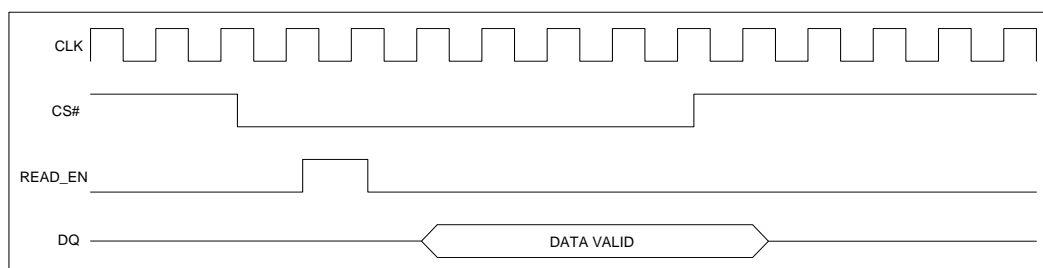 CLK
CS#
READ_EN
DQ
DATA VALID